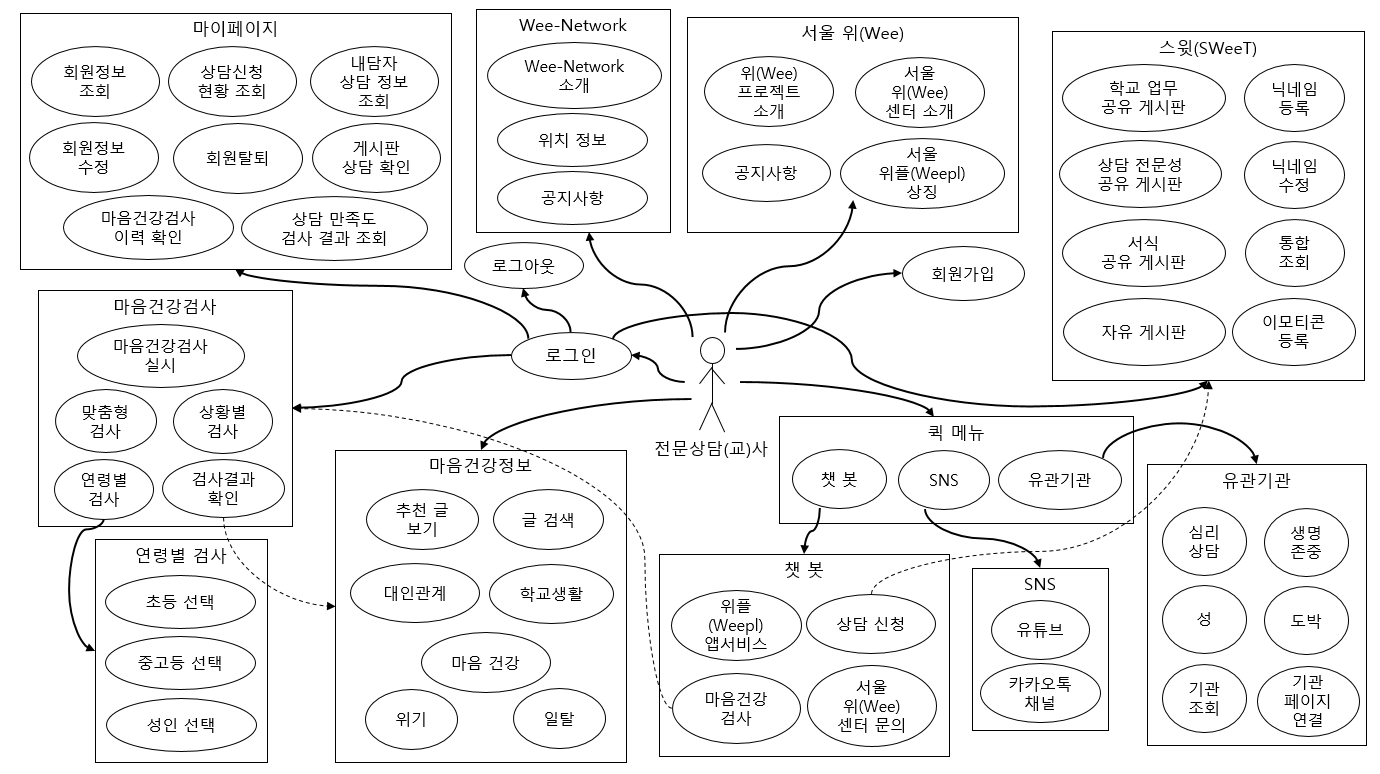 마이페이지
회원정보
조회
상담신청
현황 조회
내담자
상담 정보
조회
회원정보
수정
회원탈퇴
게시판
상담 확인
마음건강검사
이력 확인
상담 만족도
검사 결과 조회
Wee-Network
Wee-Network
소개
위치 정보
공지사항
서울 위(Wee)
위(Wee)
프로젝트
소개
서울
위(Wee)
센터 소개
공지사항
서울
위플(Weepl)
상징
스윗(SWeeT)
학교 업무
공유 게시판
닉네임
등록
상담 전문성
공유 게시판
닉네임
수정
서식
공유 게시판
통합
조회
자유 게시판
이모티콘
등록
로그아웃
회원가입
로그인
전문상담(교)사
마음건강검사
마음건강검사
실시
맞춤형
검사
상황별
검사
연령별
검사
검사결과
확인
연령별 검사
초등 선택
중고등 선택
성인 선택
마음건강정보
추천 글
보기
글 검색
대인관계
학교생활
마음 건강
위기
일탈
퀵 메뉴
챗 봇
SNS
유관기관
챗 봇
위플
(Weepl)
앱서비스
상담 신청
마음건강
검사
서울
위(Wee)
센터 문의
SNS
유튜브
카카오톡
채널
유관기관
심리
상담
생명
존중
성
도박
기관
조회
기관
페이지
연결